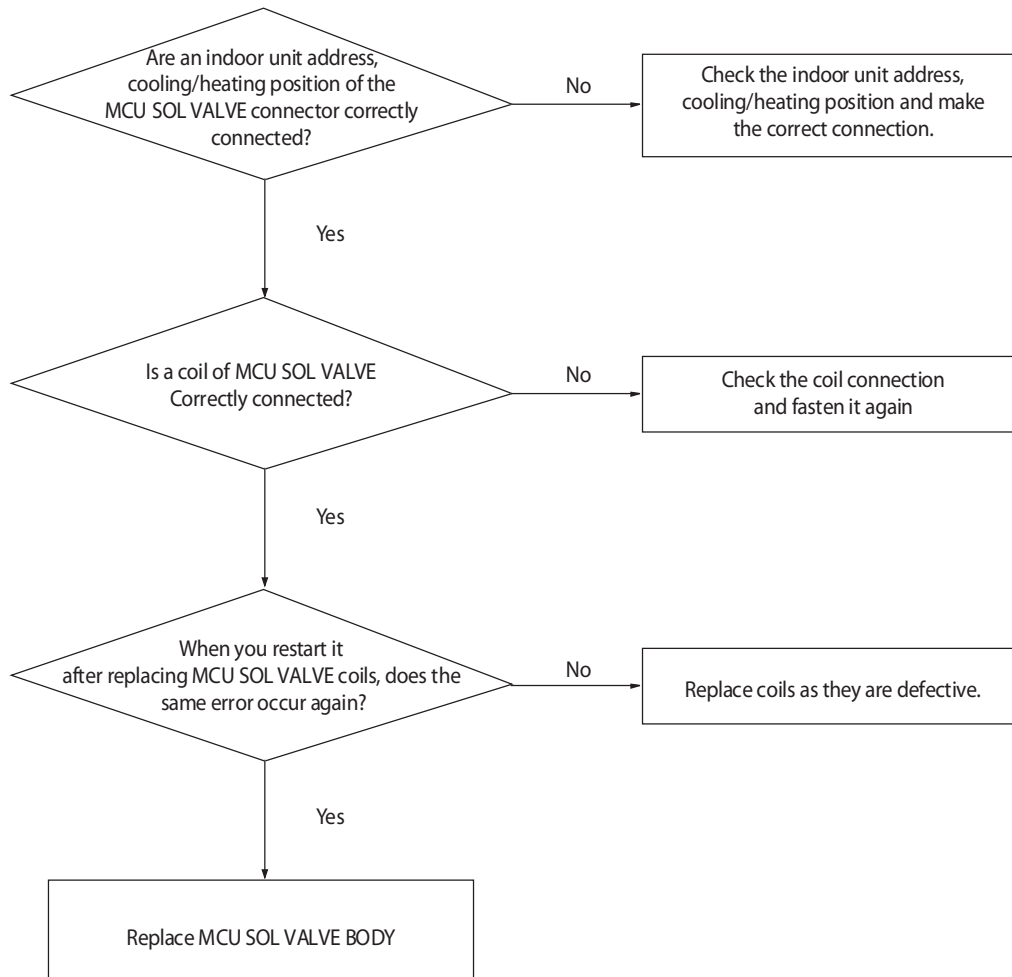 Are an indoor unit address,
cooling/heating position of the
MCU SOL VALVE connector correctly
connected?
No
Check the indoor unit address,
cooling/heating position and make
the correct connection.
Yes
Is a coil of MCU SOL VALVE
Correctly connected?
No
Check the coil connection
and fasten it again
Yes
When you restart it
after replacing MCU SOL VALVE coils, does the
same error occur again?
No
Replace coils as they are defective.
Yes
Replace MCU SOL VALVE BODY